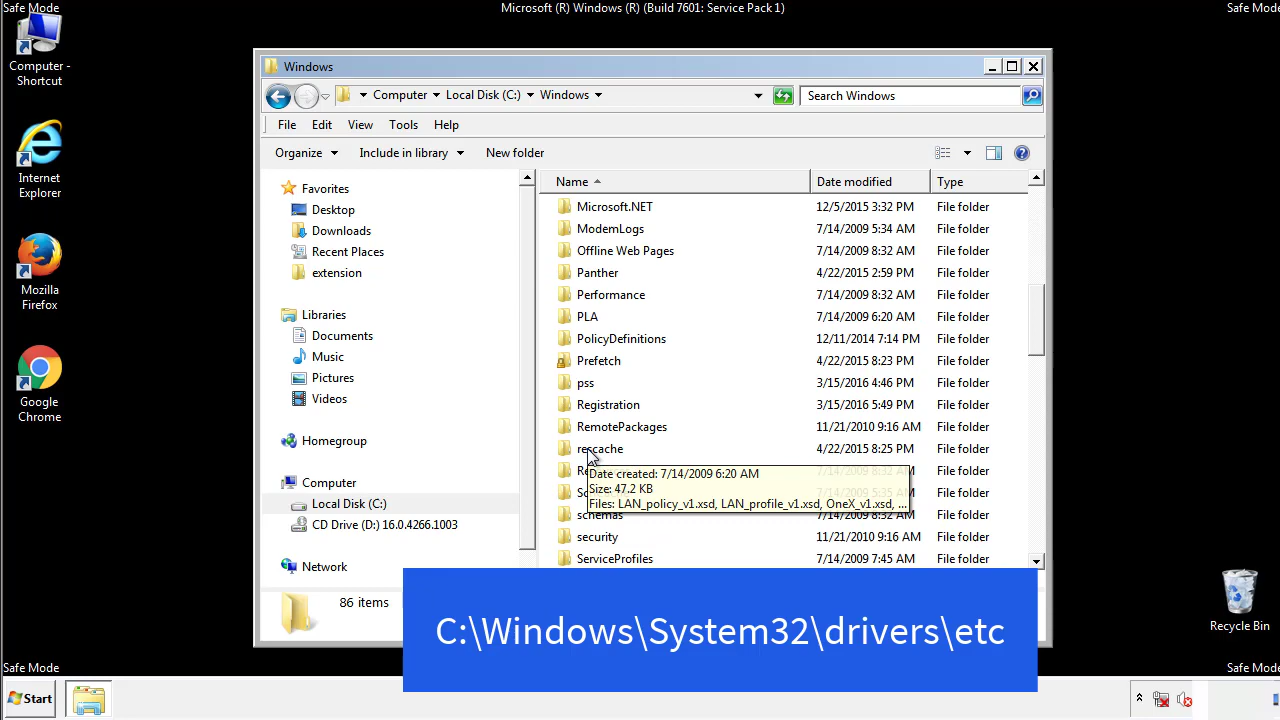 Safe Mode
Microsoft (R) Windows (R) (Build 7601: Service Pack 1)
Safe Mode
Computer -
Shortcut
Internet
Explorer
Mozilla
Firefox
Google
Chrome
Windows
Computer
Local Disk (C:)
Windows
Search Windows
File
Edit
View
Tools
Help
Organize
Include in library
New folder
Favorites
Desktop
Downloads
Recent Places
extension
Libraries
Documents
Music
Pictures
Videos
Homegroup
Computer
Local Disk (C:)
CD Drive (D:) 16.0.4266.1003
Network
Name Date modified Type
Microsoft.NET 12/5/2015 3:32 PM File folder
ModemLogs 7/14/2009 5:34 AM File folder
Offline Web Pages 7/14/2009 8:32 AM File folder
Panther 4/22/2015 2:59 PM File folder
Performance 7/14/2009 8:32 AM File folder
PLA 7/14/2009 6:20 AM File folder
PolicyDefinitions 12/11/2014 7:14 PM File folder
Prefetch 4/22/2015 8:23 PM File folder
pss 3/15/2016 4:46 PM File folder
Registration 3/15/2016 5:49 PM File folder
RemotePackages 11/21/2010 9:16 AM File folder
rescache 4/22/2015 8:25 PM File folder
7/14/2009 8:32 AM File folder
7/14/2009 5:35 AM File folder
schemas 7/14/2009 8:32 AM File folder
security 11/21/2010 9:16 AM File folder
ServiceProfiles 7/14/2009 7:45 AM File folder
Date created: 7/14/2009 6:20 AM
Size: 47,2 KB
Files: LAN_policy_v1.xsd, LAN_profile_v1.xsd, OneX_v1.xsd, ...
86 items
C:\Windows\System32\drivers\etc
Recycle Bin
Safe Mode
Safe Mode
Start